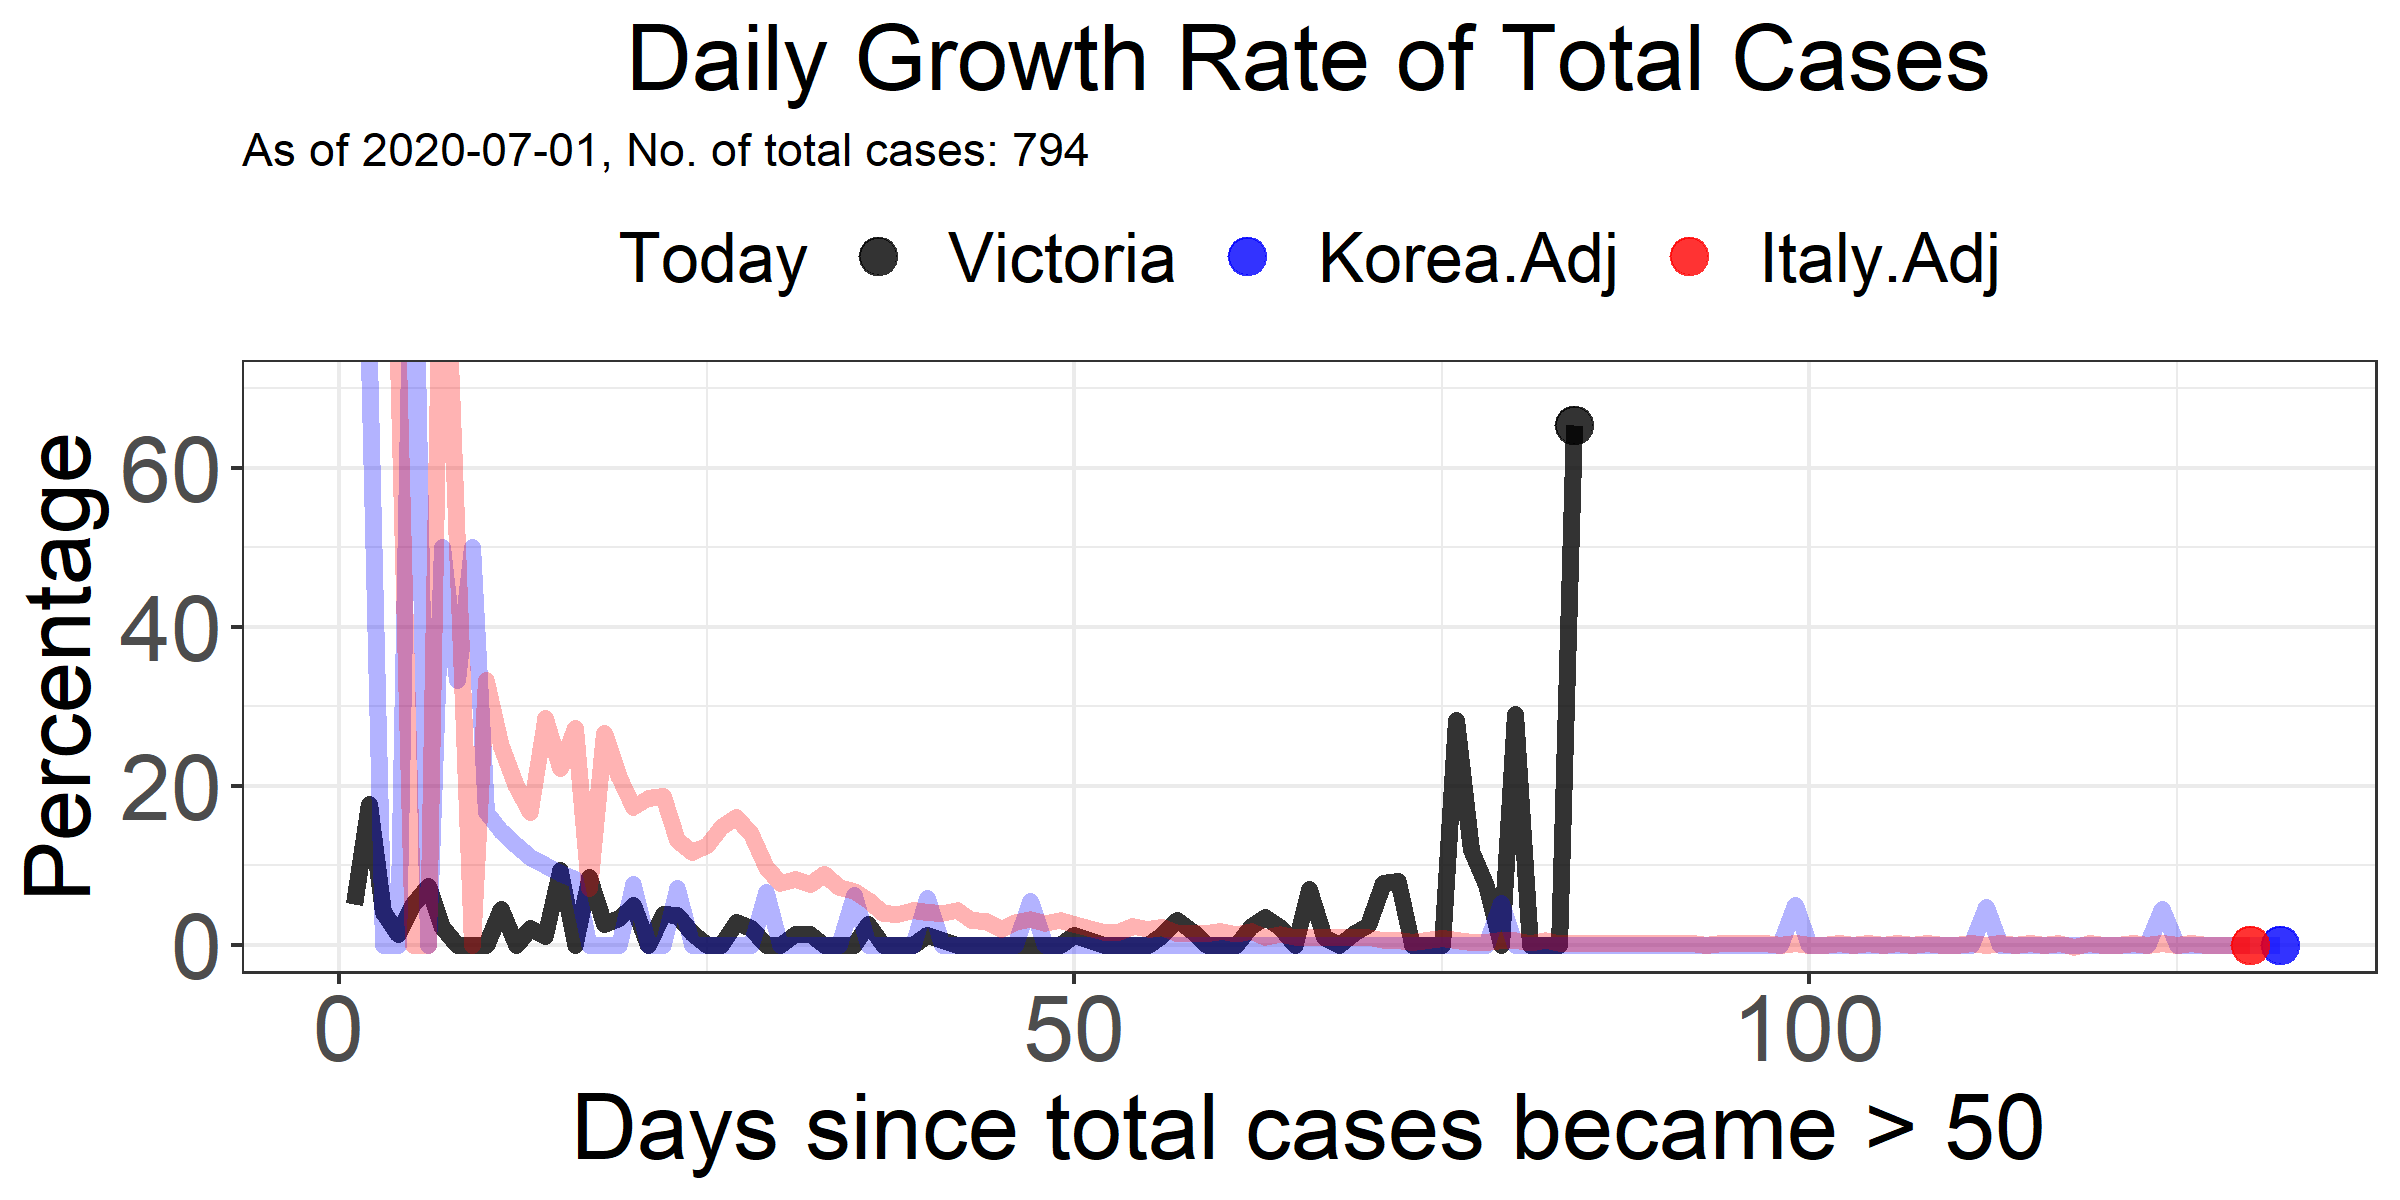 Daily Growth Rate of Total Cases
As of 2020-07-01, No. of total cases: 794
Today Victoria Korea.Adj Italy.Adj
Percentage
60
40
20
0
0 50 100
Days since total cases became > 50